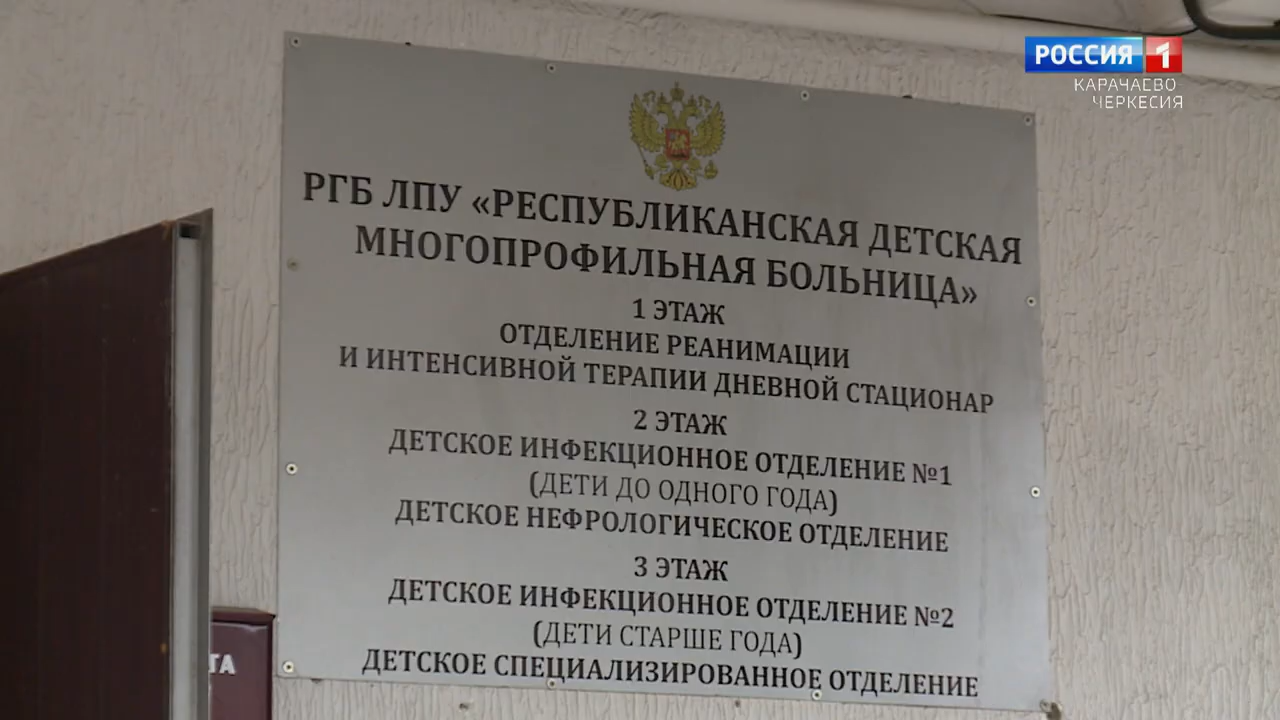 РОССИЯ 1
КАРАЧАЕВО
ЧЕРКЕСИЯ
РГБ ЛПУ «РЕСПУБЛИКАНСКАЯ ДЕТСКАЯ
МНОГОПРОФИЛЬНАЯ БОЛЬНИЦА»
1 ЭТАЖ
ОТДЕЛЕНИЕ РЕАНИМАЦИИ
И ИНТЕНСИВНОЙ ТЕРАПИИ ДНЕВНОЙ СТАЦИОНАР
2 ЭТАЖ
ДЕТСКОЕ ИНФЕКЦИОННОЕ ОТДЕЛЕНИЕ №1
(ДЕТИ ДО ОДНОГО ГОДА)
ДЕТСКОЕ НЕФРОЛОГИЧЕСКОЕ ОТДЕЛЕНИЕ
3 ЭТАЖ
ДЕТСКОЕ ИНФЕКЦИОННОЕ ОТДЕЛЕНИЕ №2
(ДЕТИ СТАРШЕ ГОДА)
ДЕТСКОЕ СПЕЦИАЛИЗИРОВАННОЕ ОТДЕЛЕНИЕ